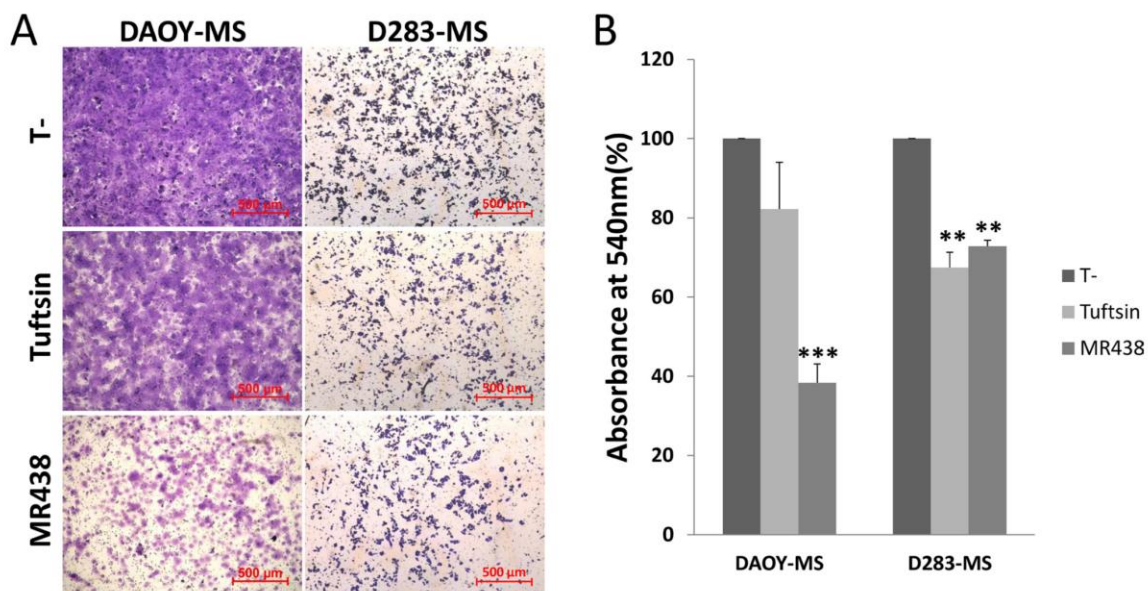 A
DAOY-MS
D283-MS
T-
500 µm
500 µm
Tuftsin
500 µm
500 µm
MR438
500 µm
500 µm
B
Absorbance at 540nm(%)
120
100
80
60
40
20
0
***
**
**
DAOY-MS
D283-MS
T-
Tuftsin
MR438